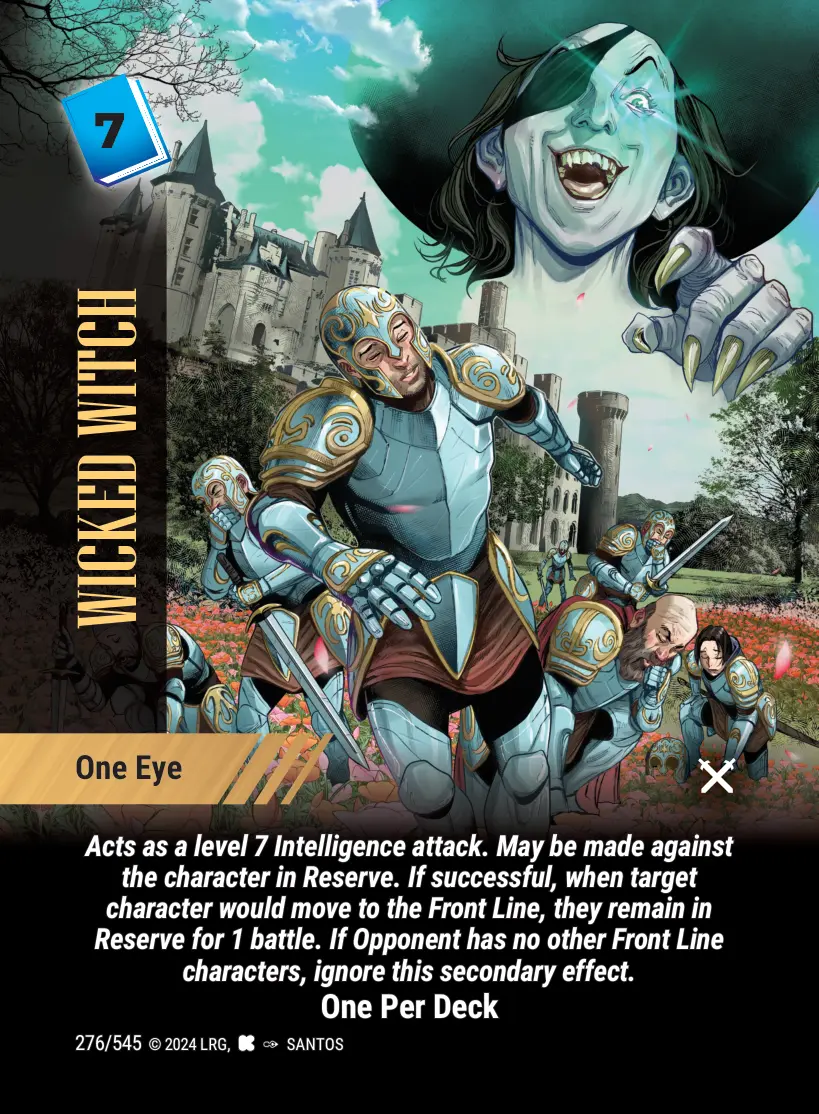 7
WICKED WITCH
One Eye
Acts as a level 7 Intelligence attack. May be made against
the character in Reserve. If successful, when target
character would move to the Front Line, they remain in
Reserve for 1 battle. If Opponent has no other Front Line
characters, ignore this secondary effect.
One Per Deck
276/545 © 2024 LRG, SANTOS